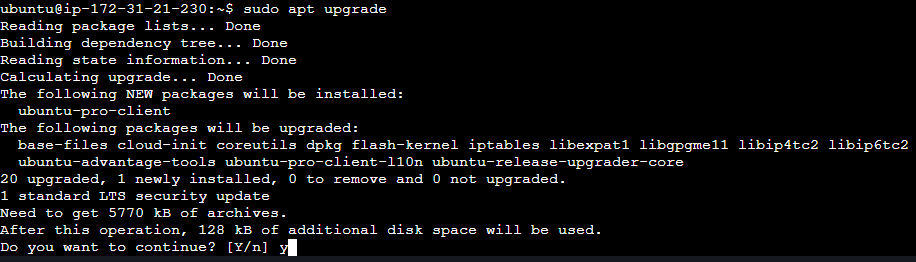 ubuntu@ip-172-31-21-230:~$ sudo apt upgrade
Reading package lists... Done
Building dependency tree... Done
Reading state information... Done
Calculating upgrade... Done
The following NEW packages will be installed:
  ubuntu-pro-client
The following packages will be upgraded:
  base-files cloud-init coreutils dpkg flash-kernel iptables libexpat1 libgpgme11 libip4tc2 libip6tc2
  ubuntu-advantage-tools ubuntu-pro-client-l10n ubuntu-release-upgrader-core
20 upgraded, 1 newly installed, 0 to remove and 0 not upgraded.
1 standard LTS security update
Need to get 5770 kB of archives.
After this operation, 128 kB of additional disk space will be used.
Do you want to continue? [Y/n] y